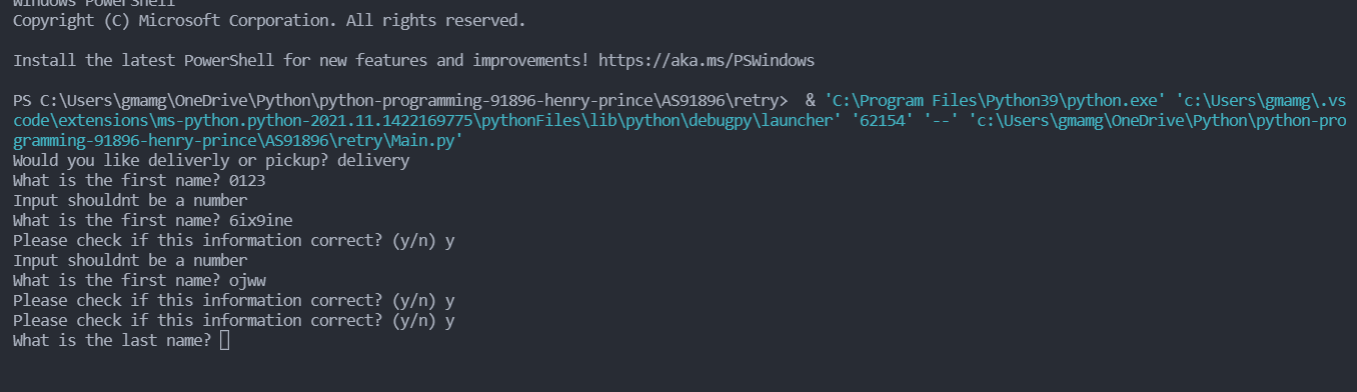 Windows PowerShell
Copyright (C) Microsoft Corporation. All rights reserved.
Install the latest PowerShell for new features and improvements! https://aka.ms/PSWindows
PS C:\Users\gmamg\OneDrive\Python\python-programming-91896-henry-prince\AS91896\retry>  & 'C:\Program Files\Python39\python.exe' 'c:\Users\gmamg\.vs
code\extensions\ms-python.python-2021.11.1422169775\pythonFiles\lib\python\debugpy\launcher' '62154' '--' 'c:\Users\gmamg\OneDrive\Python\python-pro
gramming-91896-henry-prince\AS91896\retry\Main.py'
Would you like deliverly or pickup? delivery
What is the first name? 0123
Input shouldnt be a number
What is the first name? 6ix9ine
Please check if this information correct? (y/n) y
Input shouldnt be a number
What is the first name? ojww
Please check if this information correct? (y/n) y
Please check if this information correct? (y/n) y
What is the last name?